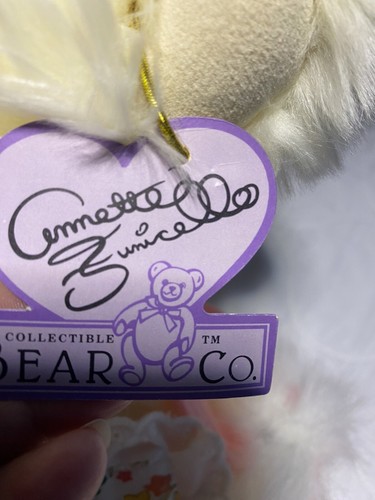 Annette
Funicello
COLLECTIBLE ™
BEAR CO.